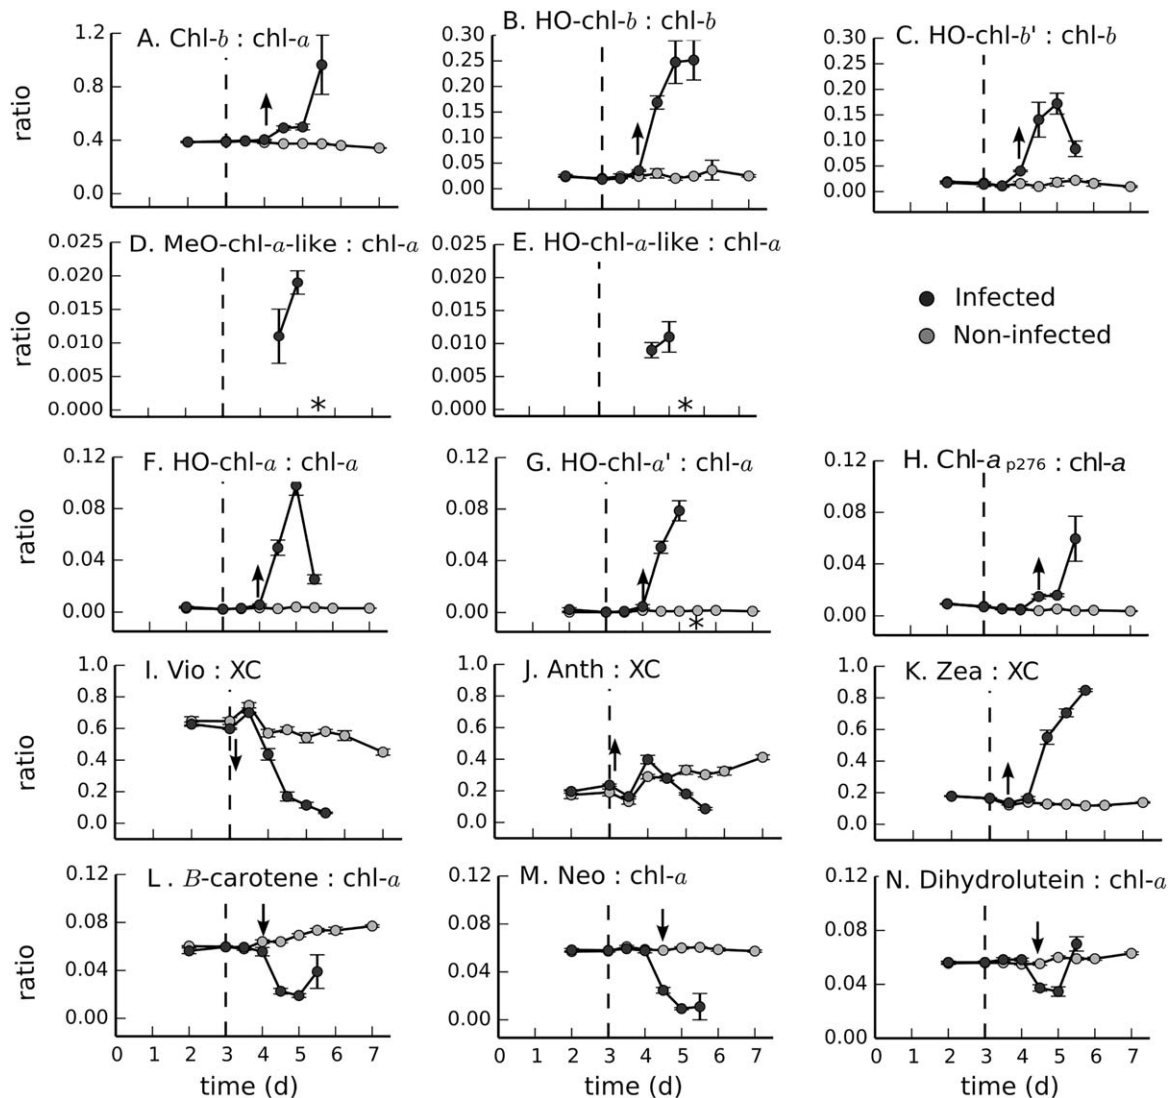 A. Chl-b : chl-a
1.2
0.8
0.4
0.0
ratio
B. HO-chl-b : chl-b
0.30
0.25
0.20
0.15
0.10
0.05
0.00
C. HO-chl-b' : chl-b
0.30
0.25
0.20
0.15
0.10
0.05
0.00
D. MeO-chl-a-like : chl-a
0.025
0.020
0.015
0.010
0.005
0.000
ratio
*
E. HO-chl-a-like : chl-a
0.025
0.020
0.015
0.010
0.005
0.000
*
Infected
Non-infected
F. HO-chl-a : chl-a
0.12
0.08
0.04
0.00
ratio
G. HO-chl-a' : chl-a
0.12
0.08
0.04
0.00
*
H. Chl-a p276 : chl-a
0.12
0.08
0.04
0.00
I. Vio : XC
1.0
0.8
0.6
0.4
0.2
0.0
ratio
J. Anth : XC
1.0
0.8
0.6
0.4
0.2
0.0
K. Zea : XC
1.0
0.8
0.6
0.4
0.2
0.0
L . B-carotene : chl-a
0.12
0.08
0.04
0.00
ratio
0 1 2 3 4 5 6 7
time (d)
M. Neo : chl-a
0.12
0.08
0.04
0.00
0 1 2 3 4 5 6 7
time (d)
N. Dihydrolutein : chl-a
0.12
0.08
0.04
0.00
0 1 2 3 4 5 6 7
time (d)